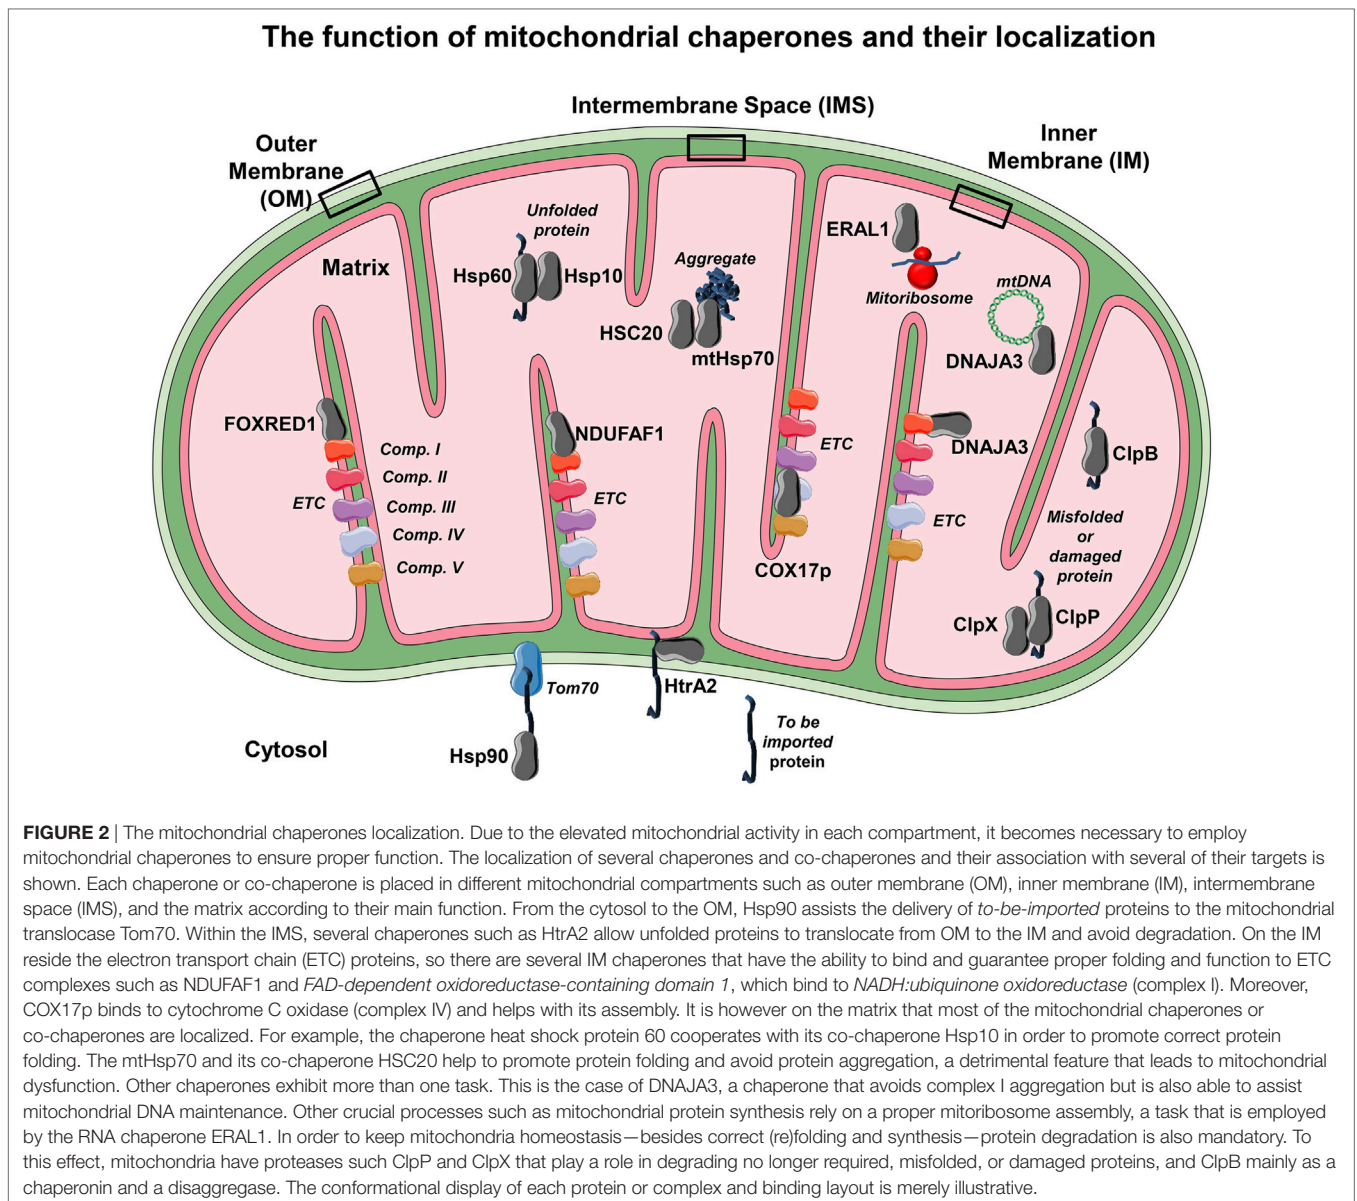 The function of mitochondrial chaperones and their localization
Intermembrane Space (IMS)
Outer
Membrane
(OM)
Inner
Membrane (IM)
Matrix
Unfolded
protein
Hsp60
Hsp10
Aggregate
HSC20
mtHsp70
ERAL1
Mitoribosome
mtDNA
DNAJA3
FOXRED1
Comp. I
Comp. II
ETC
Comp. III
Comp. IV
Comp. V
NDUFAF1
ETC
ETC
COX17p
DNAJA3
ETC
ClpB
Misfolded
or
damaged
protein
ClpX
ClpP
Tom70
HtrA2
Cytosol
Hsp90
To be
imported
protein
FIGURE 2 | The mitochondrial chaperones localization. Due to the elevated mitochondrial activity in each compartment, it becomes necessary to employ
mitochondrial chaperones to ensure proper function. The localization of several chaperones and co-chaperones and their association with several of their targets is
shown. Each chaperone or co-chaperone is placed in different mitochondrial compartments such as outer membrane (OM), inner membrane (IM), intermembrane
space (IMS), and the matrix according to their main function. From the cytosol to the OM, Hsp90 assists the delivery of to-be-imported proteins to the mitochondrial
translocase Tom70. Within the IMS, several chaperones such as HtrA2 allow unfolded proteins to translocate from OM to the IM and avoid degradation. On the IM
reside the electron transport chain (ETC) proteins, so there are several IM chaperones that have the ability to bind and guarantee proper folding and function to ETC
complexes such as NDUFAF1 and FAD-dependent oxidoreductase-containing domain 1, which bind to NADH:ubiquinone oxidoreductase (complex I). Moreover,
COX17p binds to cytochrome C oxidase (complex IV) and helps with its assembly. It is however on the matrix that most of the mitochondrial chaperones or
co-chaperones are localized. For example, the chaperone heat shock protein 60 cooperates with its co-chaperone Hsp10 in order to promote correct protein
folding. The mtHsp70 and its co-chaperone HSC20 help to promote protein folding and avoid protein aggregation, a detrimental feature that leads to mitochondrial
dysfunction. Other chaperones exhibit more than one task. This is the case of DNAJA3, a chaperone that avoids complex I aggregation but is also able to assist
mitochondrial DNA maintenance. Other crucial processes such as mitochondrial protein synthesis rely on a proper mitoribosome assembly, a task that is employed
by the RNA chaperone ERAL1. In order to keep mitochondria homeostasis—besides correct (re)folding and synthesis—protein degradation is also mandatory. To
this effect, mitochondria have proteases such ClpP and ClpX that play a role in degrading no longer required, misfolded, or damaged proteins, and ClpB mainly as a
chaperonin and a disaggregase. The conformational display of each protein or complex and binding layout is merely illustrative.